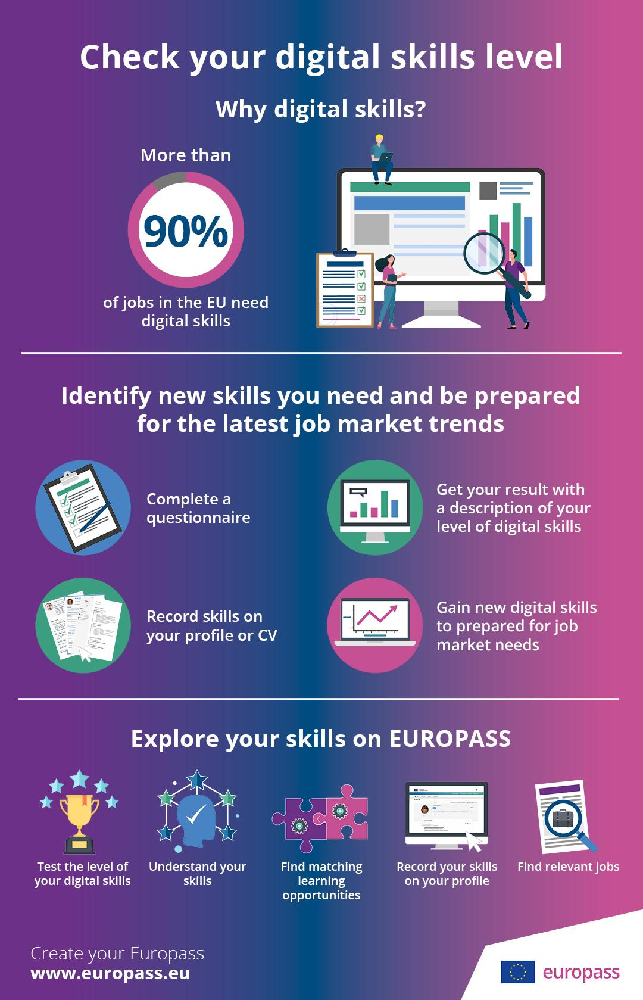 Check your digital skills level
Why digital skills?
More than
90%
of jobs in the EU need
digital skills
Identify new skills you need and be prepared
for the latest job market trends
Complete a
questionnaire
Get your result with
a description of your
level of digital skills
Record skills on
your profile or CV
Gain new digital skills
to prepared for job
market needs
Explore your skills on EUROPASS
Test the level of
your digital skills
Understand your
skills
Find matching
learning
opportunities
Record your skills
on your profile
Find relevant jobs
Create your Europass
www.europass.eu
europass